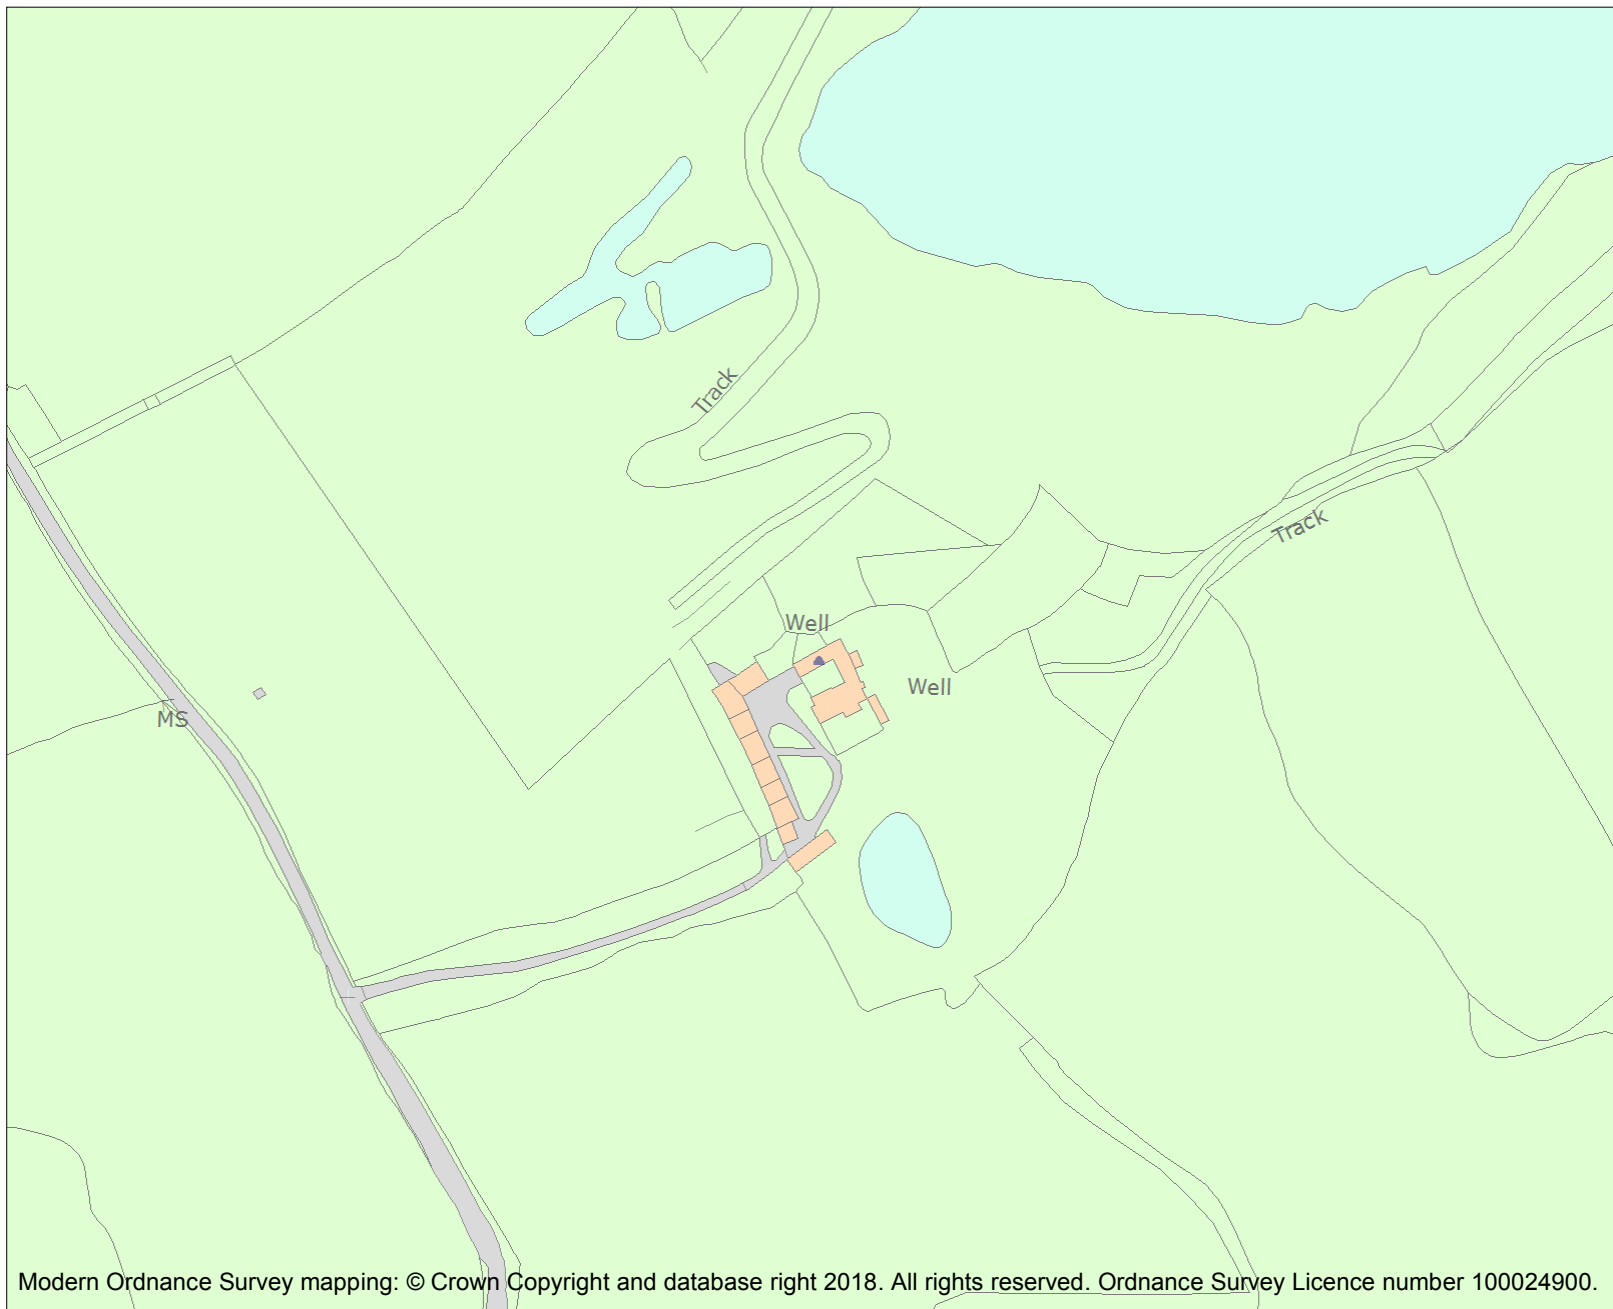 Track
Track
Well
Well
MS
Modern Ordnance Survey mapping: © Crown Copyright and database right 2018. All rights reserved. Ordnance Survey Licence number 100024900.